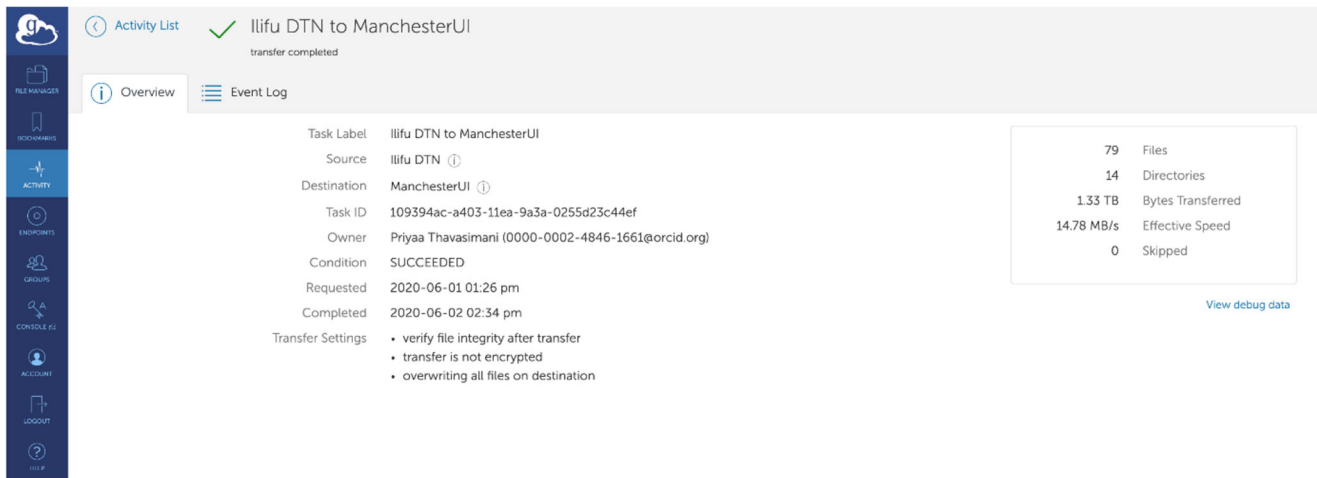 Activity List
Ilifu DTN to ManchesterUI
transfer completed
FILE MANAGER
BOOKMARKS
ACTIVITY
ENDPOINTS
GROUPS
CONSOLE
ACCOUNT
LOGOUT
HELP
Overview
Event Log
Task Label Ilifu DTN to ManchesterUI
Source Ilifu DTN
Destination ManchesterUI
Task ID 109394ac-a403-11ea-9a3a-0255d23c44ef
Owner Priyaa Thavasimani (0000-0002-4846-1661@orcid.org)
Condition SUCCEEDED
Requested 2020-06-01 01:26 pm
Completed 2020-06-02 02:34 pm
Transfer Settings • verify file integrity after transfer
• transfer is not encrypted
• overwriting all files on destination
79 Files
14 Directories
1.33 TB Bytes Transferred
14.78 MB/s Effective Speed
0 Skipped
View debug data